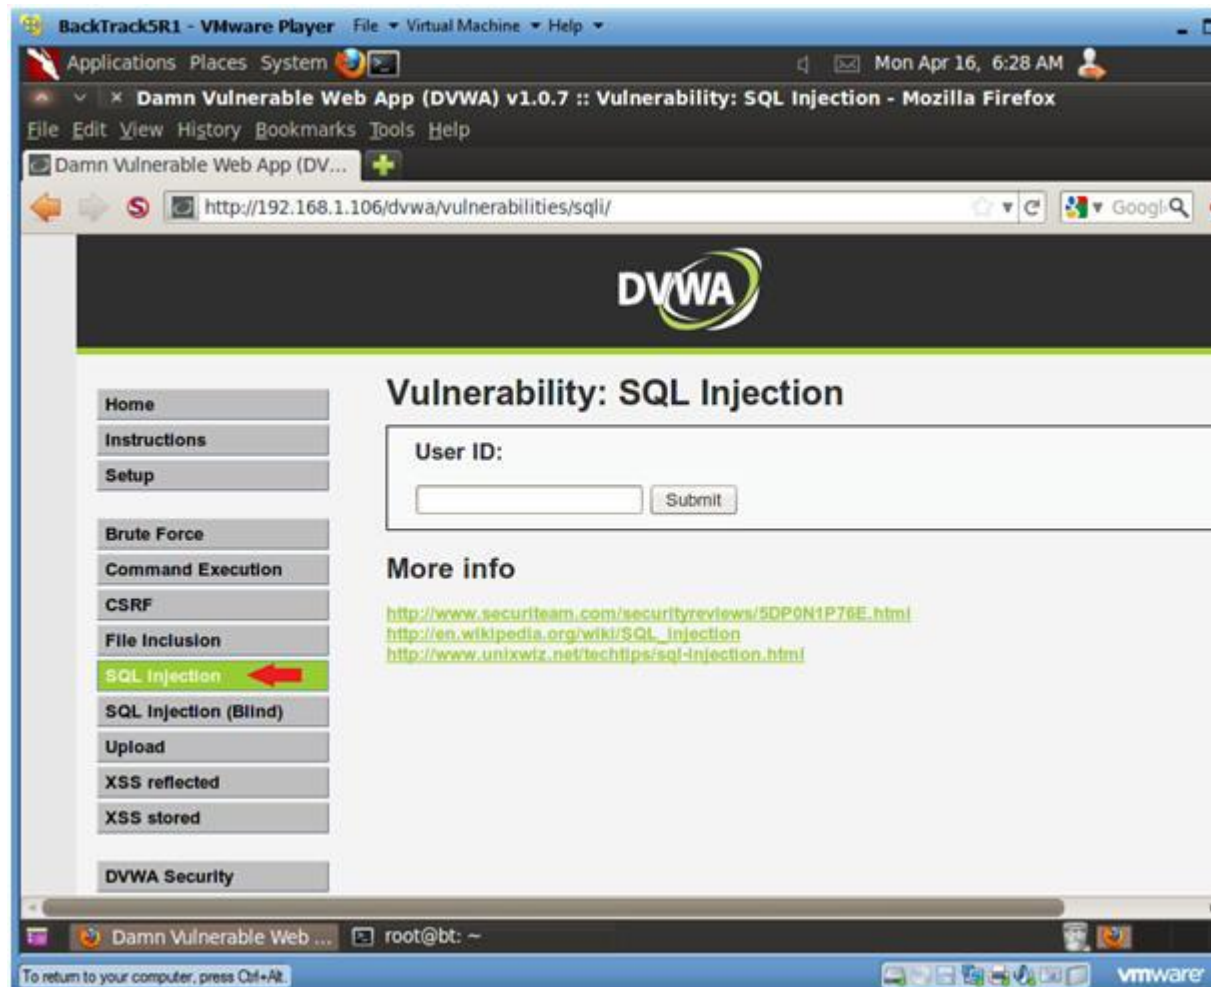 BackTrack5R1 - VMware Player File Virtual Machine Help
Applications Places System Mon Apr 16, 6:28 AM
Damn Vulnerable Web App (DVWA) v1.0.7 :: Vulnerability: SQL Injection - Mozilla Firefox
File Edit View History Bookmarks Tools Help
Damn Vulnerable Web App (DV...
http://192.168.1.106/dvwa/vulnerabilities/sqli/ Googl
DVWA
Home
Instructions
Setup
Brute Force
Command Execution
CSRF
File Inclusion
SQL Injection
SQL Injection (Blind)
Upload
XSS reflected
XSS stored
DVWA Security
Vulnerability: SQL Injection
User ID:
Submit
More info
http://www.securiteam.com/securityreviews/5DP0N1P76E.html
http://en.wikipedia.org/wiki/SQL_injection
http://www.unixwiz.net/techtips/sql-injection.html
Damn Vulnerable Web ... root@bt: ~
To return to your computer, press Ctrl+Alt. vmware